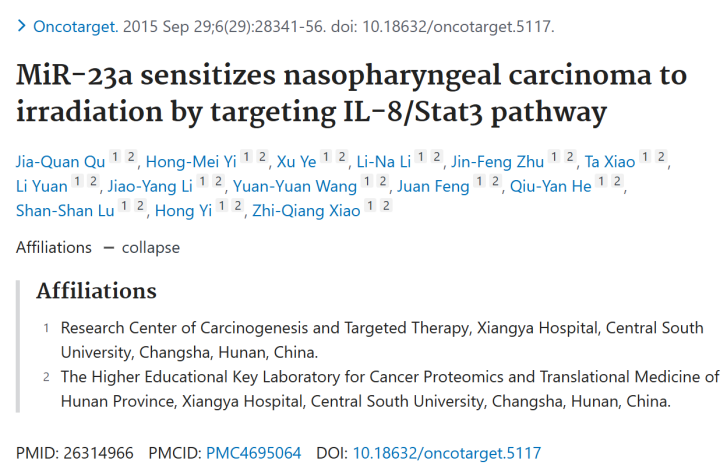 > Oncotarget. 2015 Sep 29;6(29):28341-56. doi: 10.18632/oncotarget.5117.
MiR-23a sensitizes nasopharyngeal carcinoma to
irradiation by targeting IL-8/Stat3 pathway
Jia-Quan Qu 1 2, Hong-Mei Yi 1 2, Xu Ye 1 2, Li-Na Li 1 2, Jin-Feng Zhu 1 2, Ta Xiao 1 2,
Li Yuan 1 2, Jiao-Yang Li 1 2, Yuan-Yuan Wang 1 2, Juan Feng 1 2, Qiu-Yan He 1 2,
Shan-Shan Lu 1 2, Hong Yi 1 2, Zhi-Qiang Xiao 1 2
Affiliations — collapse
Affiliations
1 Research Center of Carcinogenesis and Targeted Therapy, Xiangya Hospital, Central South
University, Changsha, Hunan, China.
2 The Higher Educational Key Laboratory for Cancer Proteomics and Translational Medicine of
Hunan Province, Xiangya Hospital, Central South University, Changsha, Hunan, China.
PMID: 26314966 PMCID: PMC4695064 DOI: 10.18632/oncotarget.5117